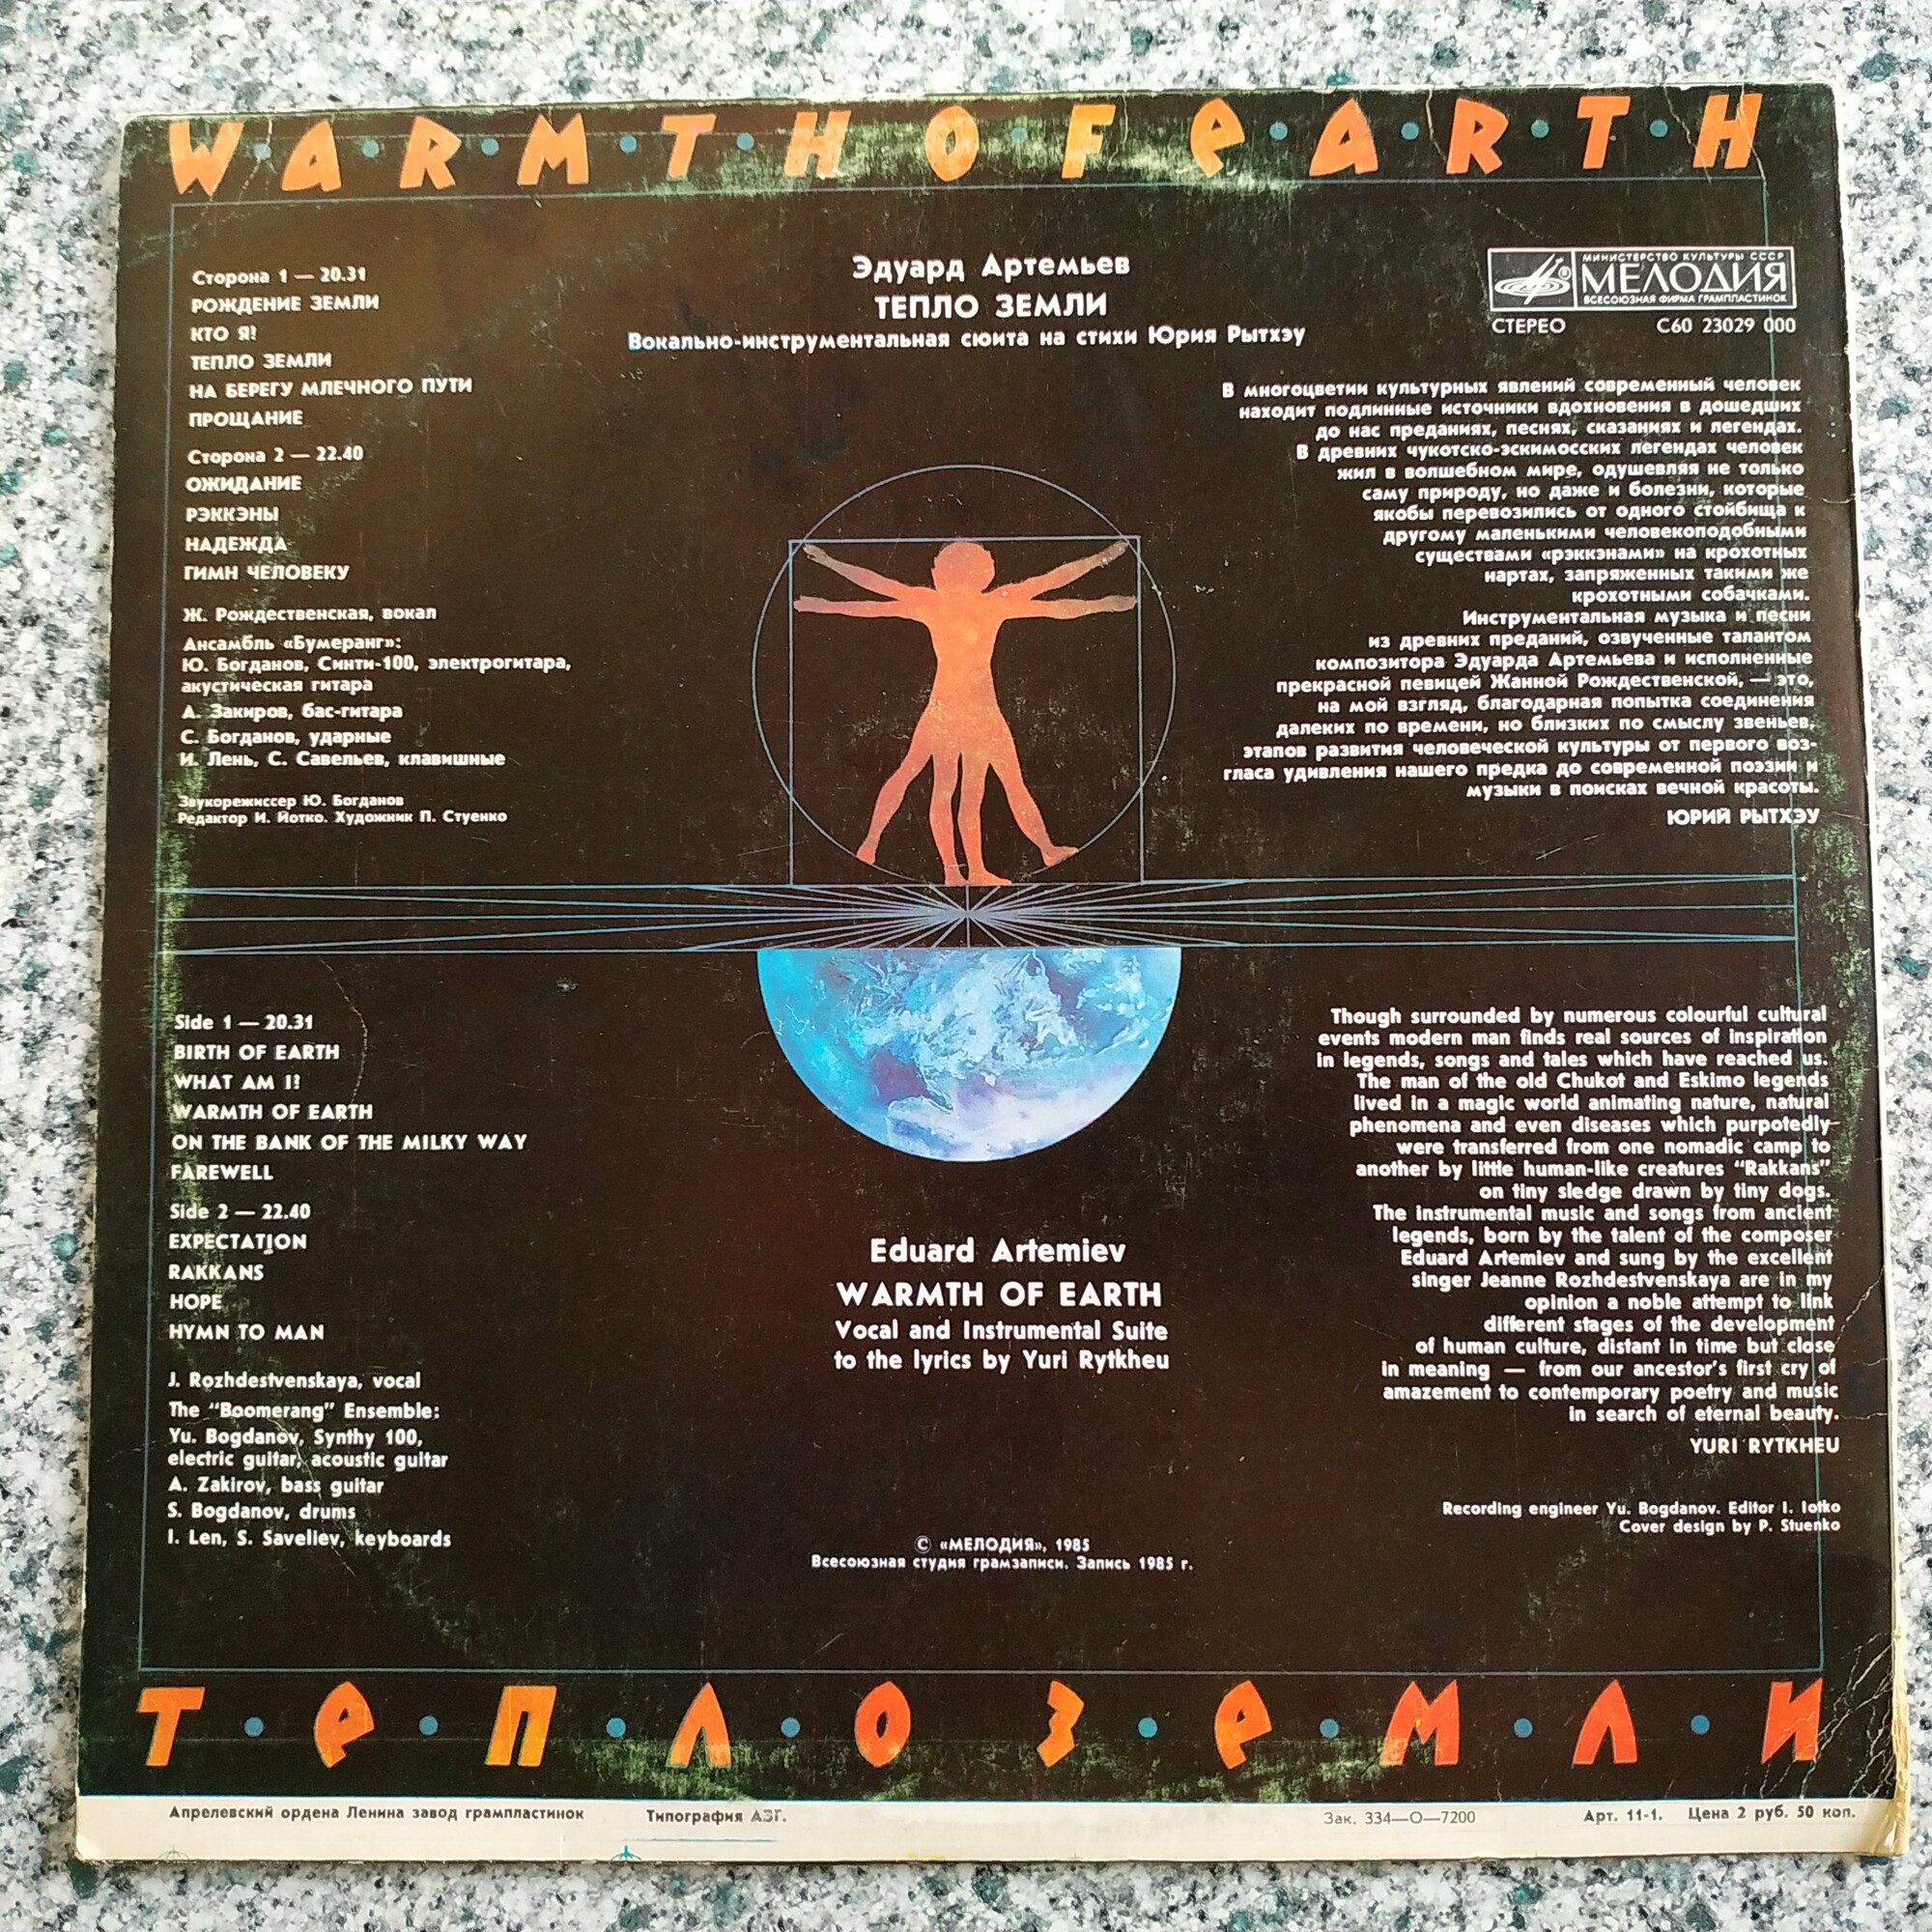 WARMTH OF EARTH
Сторона 1 — 20.31
РОЖДЕНИЕ ЗЕМЛИ
КТО Я?
ТЕПЛО ЗЕМЛИ
НА БЕРЕГУ МЛЕЧНОГО ПУТИ
ПРОЩАНИЕ
Сторона 2 — 22.40
ОЖИДАНИЕ
РЭККЭНЫ
НАДЕЖДА
ГИМН ЧЕЛОВЕКУ
Ж. Рождественская, вокал
Ансамбль «Бумеранг»:
Ю. Богданов, Синти-100, электрогитара,
акустическая гитара
А. Закиров, бас-гитара
С. Богданов, ударные
И. Лень, С. Савельев, клавишные
Звукорежиссер Ю. Богданов
Редактор И. Йотко. Художник П. Стуенко
Эдуард Артемьев
ТЕПЛО ЗЕМЛИ
Вокально-инструментальная сюита на стихи Юрия Рытхэу
МИНИСТЕРСТВО КУЛЬТУРЫ СССР
МЕЛОДИЯ
ВСЕСОЮЗНАЯ ФИРМА ГРАМПЛАСТИНОК
СТЕРЕО С60 23029 000
В многоцветии культурных явлений современный человек
находит подлинные источники вдохновения в дошедших
до нас преданиях, песнях, сказаниях и легендах.
В древних чукотско-эскимосских легендах человек
жил в волшебном мире, одушевляя не только
саму природу, но даже и болезни, которые
якобы перевозились от одного стойбища к
другому маленькими человекоподобными
существами «рэккэнами» на крохотных
нартах, запряженных такими же
крохотными собачками.
Инструментальная музыка и песни
из древних преданий, озвученные талантом
композитора Эдуарда Артемьева и исполненные
прекрасной певицей Жанной Рождественской, — это,
на мой взгляд, благодарная попытка соединения
далеких по времени, но близких по смыслу звеньев,
этапов развития человеческой культуры от первого воз-
гласа удивления нашего предка до современной поэзии и
музыки в поисках вечной красоты.
ЮРИЙ РЫТХЭУ
Side 1 — 20.31
BIRTH OF EARTH
WHAT AM I?
WARMTH OF EARTH
ON THE BANK OF THE MILKY WAY
FAREWELL
Side 2 — 22.40
EXPECTATION
RAKKANS
HOPE
HYMN TO MAN
J. Rozhdestvenskaya, vocal
The “Boomerang” Ensemble:
Yu. Bogdanov, Synthy 100,
electric guitar, acoustic guitar
A. Zakirov, bass guitar
S. Bogdanov, drums
I. Len, S. Saveliev, keyboards
Eduard Artemiev
WARMTH OF EARTH
Vocal and Instrumental Suite
to the lyrics by Yuri Rytkheu
© «МЕЛОДИЯ», 1985
Всесоюзная студия грамзаписи. Запись 1985 г.
Though surrounded by numerous colourful cultural
events modern man finds real sources of inspiration
in legends, songs and tales which have reached us.
The man of the old Chukot and Eskimo legends
lived in a magic world animating nature, natural
phenomena and even diseases which purpotedly
were transferred from one nomadic camp to
another by little human-like creatures “Rakkans”
on tiny sledge drawn by tiny dogs.
The instrumental music and songs from ancient
legends, born by the talent of the composer
Eduard Artemiev and sung by the excellent
singer Jeanne Rozhdestvenskaya are in my
opinion a noble attempt to link
different stages of the development
of human culture, distant in time but close
in meaning — from our ancestor's first cry of
amazement to contemporary poetry and music
in search of eternal beauty.
YURI RYTKHEU
Recording engineer Yu. Bogdanov. Editor I. Iotko
Cover design by P. Stuenko
ТЕПЛО ЗЕМЛИ
Апрелевский ордена Ленина завод грампластинок Типография АЗГ. Зак. 334—О—7200 Арт. 11-1. Цена 2 руб. 50 коп.